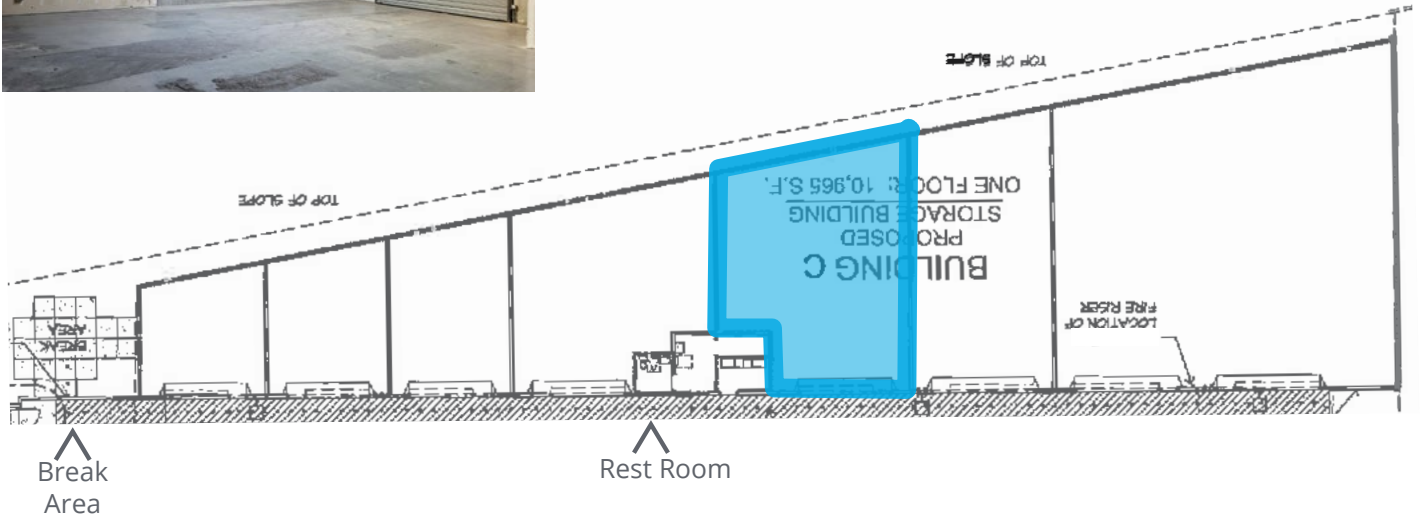 TOP OF SLOPE
TOP OF SLOPE
ONE FLOOR: 10,965 S.F.
STORAGE BUILDING
PROPOSED
BUILDING C
LOCATION OF
FIRE RISER
BREAK
AREA
Rest Room
Break
Area